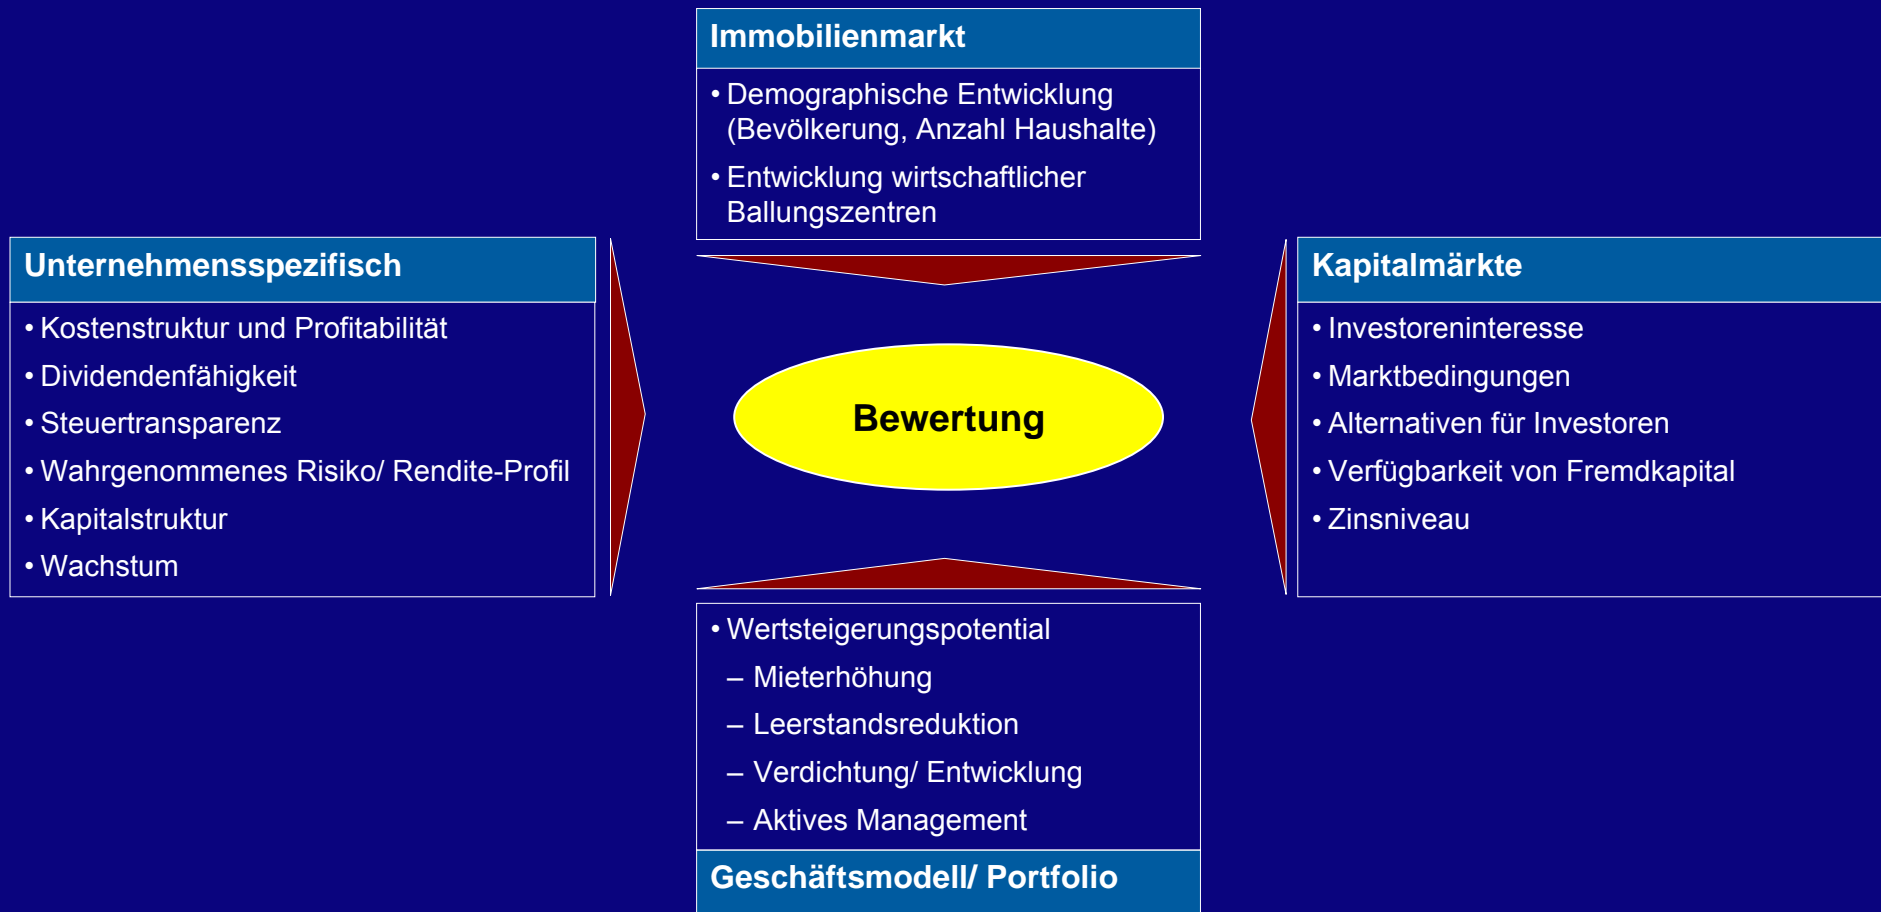 Immobilienmarkt
• Demographische Entwicklung
(Bevölkerung, Anzahl Haushalte)
• Entwicklung wirtschaftlicher
Ballungszentren
Unternehmensspezifisch
• Kostenstruktur und Profitabilität
• Dividendenfähigkeit
• Steuertransparenz
• Wahrgenommenes Risiko/ Rendite-Profil
• Kapitalstruktur
• Wachstum
Bewertung
Kapitalmärkte
• Investoreninteresse
• Marktbedingungen
• Alternativen für Investoren
• Verfügbarkeit von Fremdkapital
• Zinsniveau
• Wertsteigerungspotential
– Mieterhöhung
– Leerstandsreduktion
– Verdichtung/ Entwicklung
– Aktives Management
Geschäftsmodell/ Portfolio